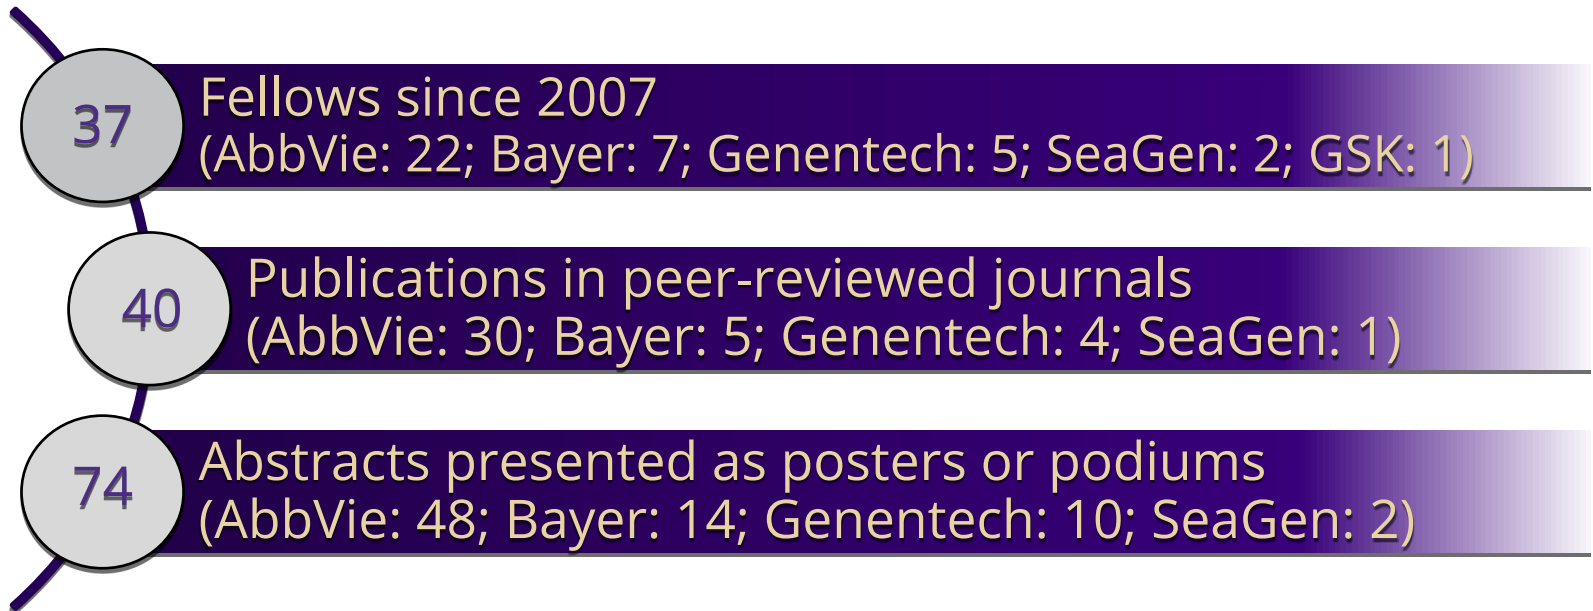 37
Fellows since 2007
(AbbVie: 22; Bayer: 7; Genentech: 5; SeaGen: 2; GSK: 1)
40
Publications in peer-reviewed journals
(AbbVie: 30; Bayer: 5; Genentech: 4; SeaGen: 1)
74
Abstracts presented as posters or podiums
(AbbVie: 48; Bayer: 14; Genentech: 10; SeaGen: 2)